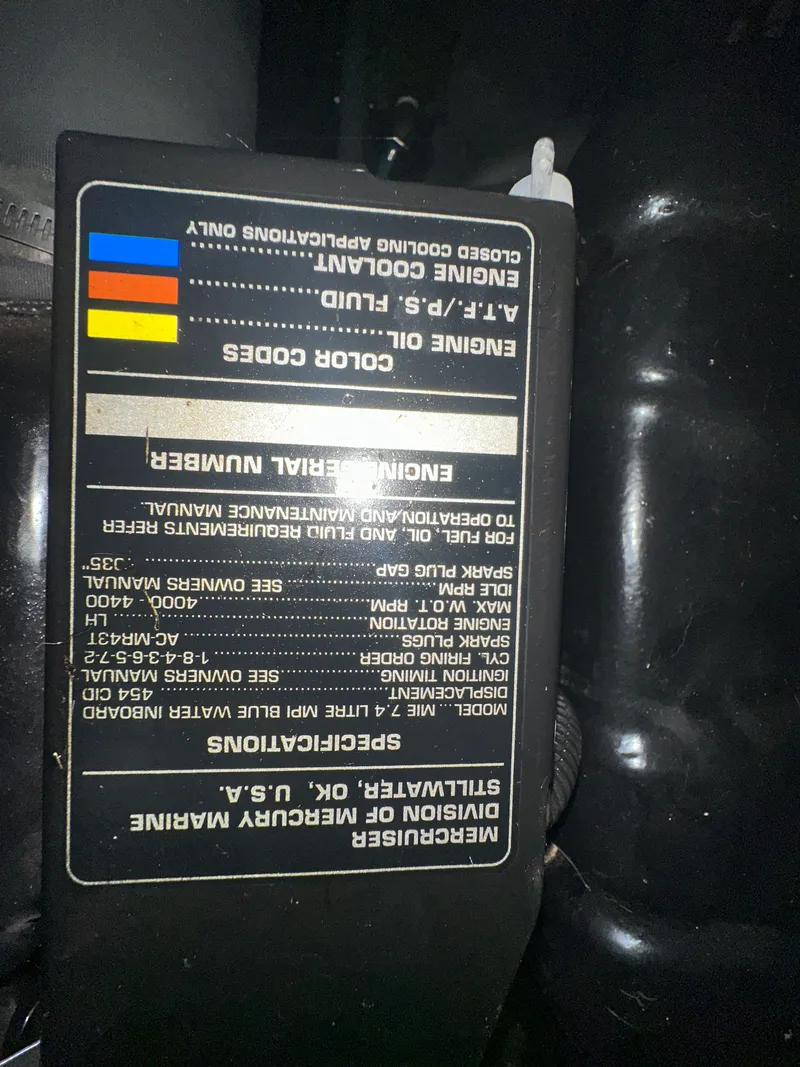 MERCRUISER
DIVISION OF MERCURY MARINE
STILLWATER, OK, U.S.A.
SPECIFICATIONS
MODEL...MIE 7.4 LITRE MPI BLUE WATER INBOARD
DISPLACEMENT.....................454 CID
IGNITION TIMING..............SEE OWNERS MANUAL
CYL. FIRING ORDER....................1-8-4-3-6-5-7-2
SPARK PLUGS....................AC-MR43T
ENGINE ROTATION....................LH
MAX. W.O.T. RPM....................4000 - 4400
IDLE RPM....................SEE OWNERS MANUAL
SPARK PLUG GAP.....................035"
FOR FUEL, OIL, AND FLUID REQUIREMENTS REFER
TO OPERATION AND MAINTENANCE MANUAL.
ENGINE SERIAL NUMBER
COLOR CODES
ENGINE OIL....................
A.T.F./P.S. FLUID....................
ENGINE COOLANT....................
CLOSED COOLING APPLICATIONS ONLY